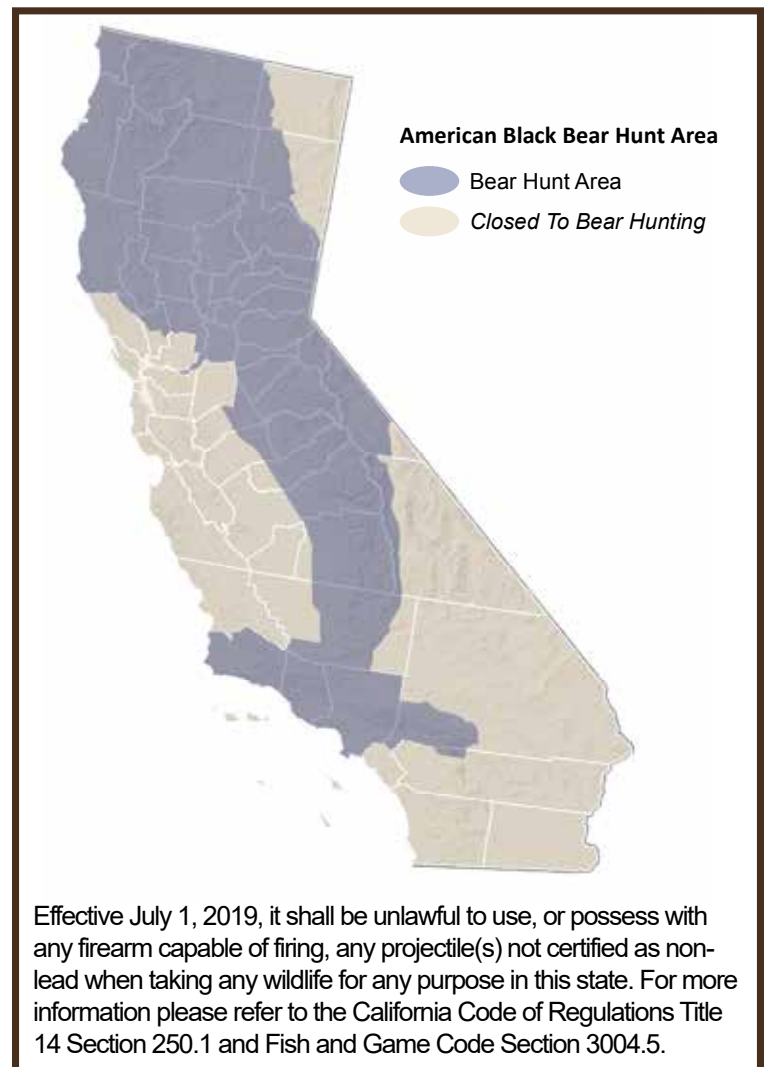 American Black Bear Hunt Area
Bear Hunt Area
Closed To Bear Hunting
Effective July 1, 2019, it shall be unlawful to use, or possess with
any firearm capable of firing, any projectile(s) not certified as non-
lead when taking any wildlife for any purpose in this state. For more
information please refer to the California Code of Regulations Title
14 Section 250.1 and Fish and Game Code Section 3004.5.